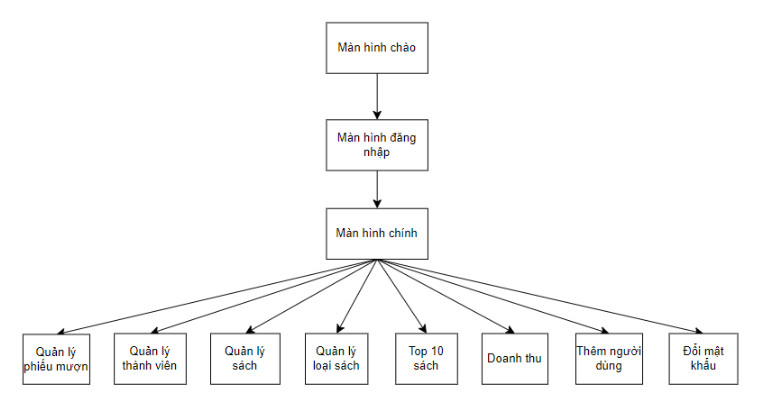 Màn hình chào
Màn hình đăng
nhập
Màn hình chính
Quản lý
phiếu mượn
Quản lý
thành viên
Quản lý
sách
Quản lý
loại sách
Top 10
sách
Doanh thu
Thêm người
dùng
Đổi mật
khẩu